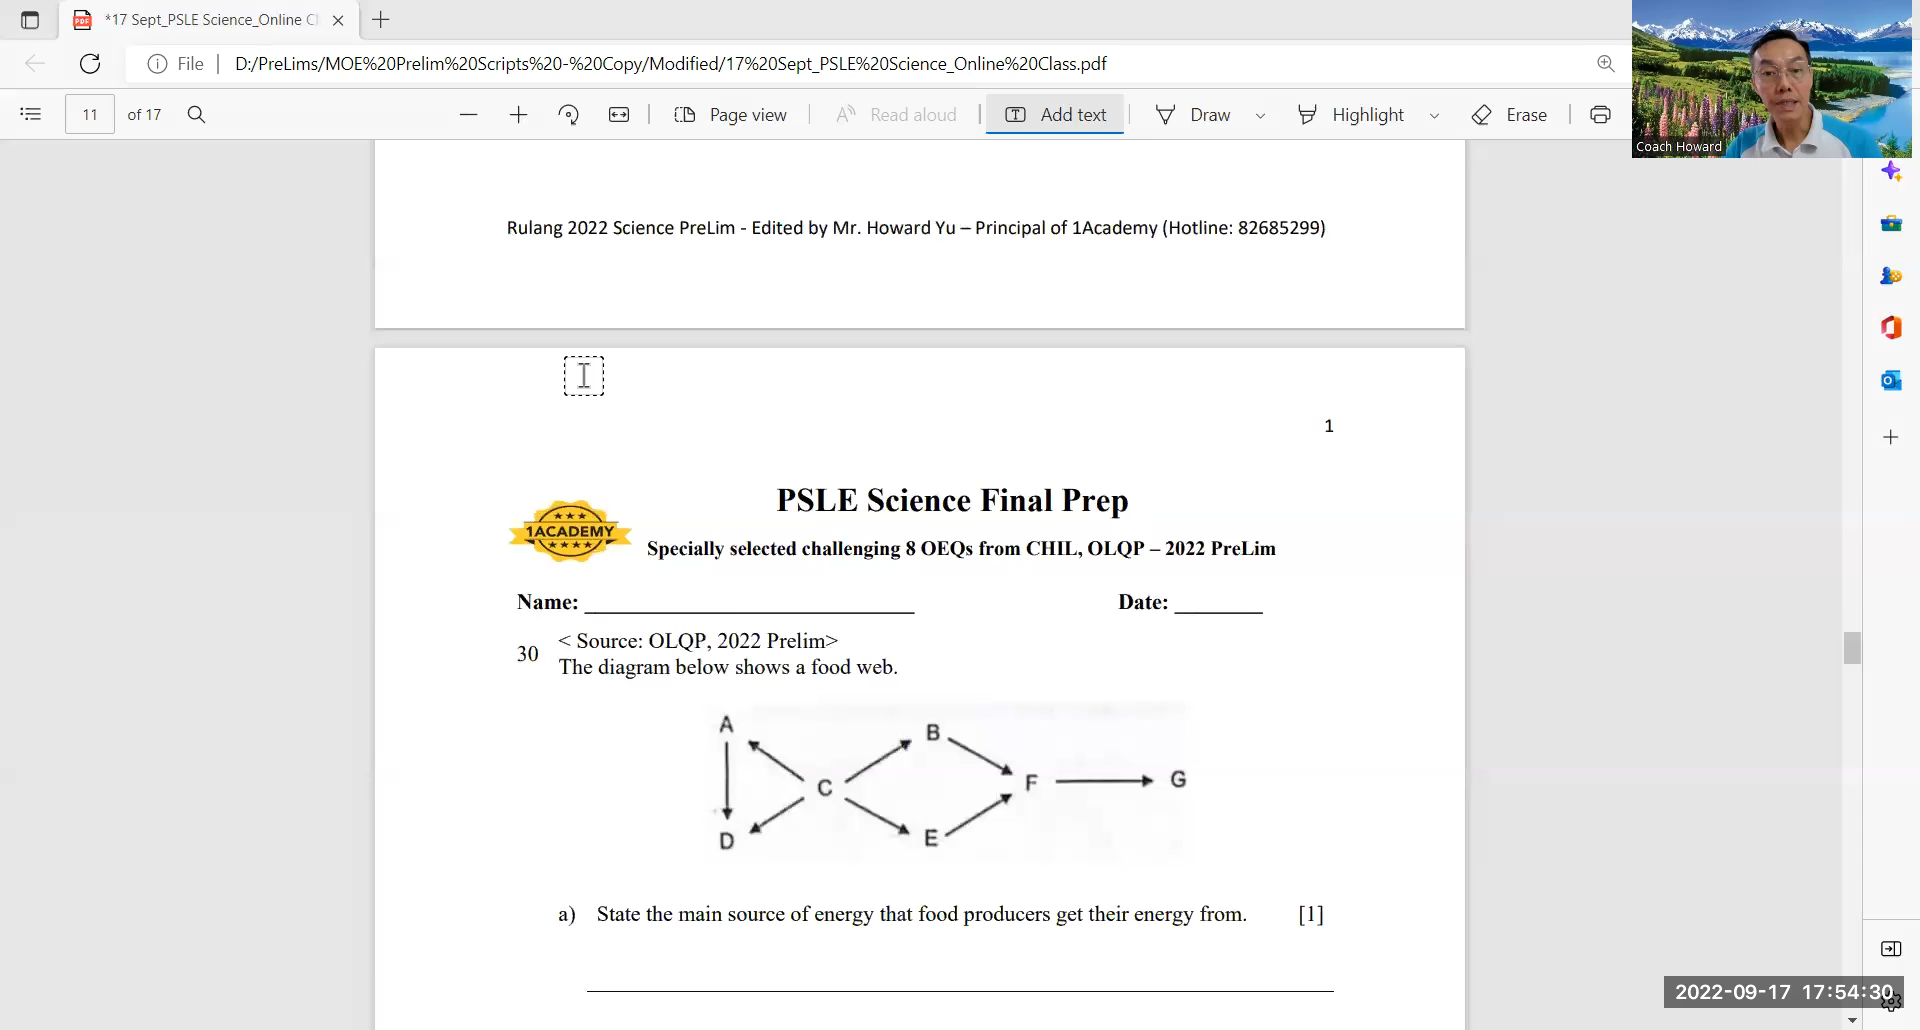 *17 Sept_PSLE Science_Online C
File
D:/PreLims/MOE%20Prelim%20Scripts%20-%20Copy/Modified/17%20Sept_PSLE%20Science_Online%20Class.pdf
11 of 17
Page view
Read aloud
Add text
Draw
Highlight
Erase
Coach Howard
Rulang 2022 Science PreLim - Edited by Mr. Howard Yu – Principal of 1Academy (Hotline: 82685299)
1
PSLE Science Final Prep
1ACADEMY
Specially selected challenging 8 OEQs from CHIL, OLQP – 2022 PreLim
Name: Date:
30 < Source: OLQP, 2022 Prelim>
The diagram below shows a food web.
A
B
C
F
G
D
E
a) State the main source of energy that food producers get their energy from. [1]
2022-09-17 17:54:30